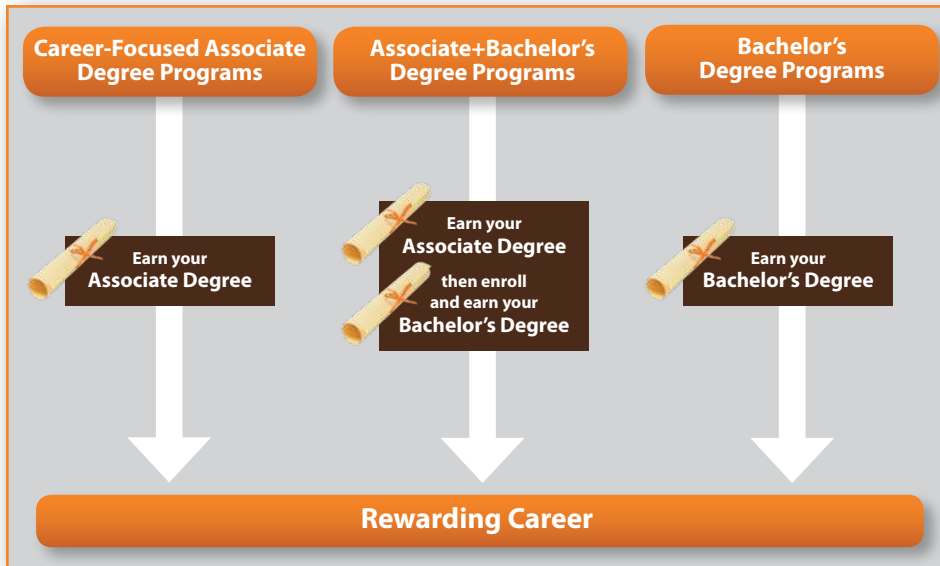 Career-Focused Associate
Degree Programs
Associate+Bachelor’s
Degree Programs
Bachelor’s
Degree Programs
Earn your
Associate Degree
Earn your
Associate Degree
then enroll
and earn your
Bachelor’s Degree
Earn your
Bachelor’s Degree
Rewarding Career